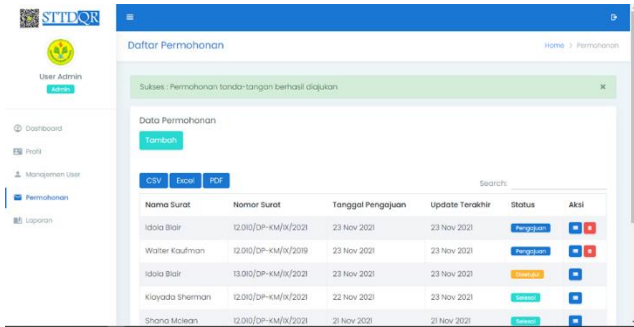 STTDQR
Daftar Permohonan
Home > Permohonan
User Admin
Admin
Sukses : Permohonan tanda-tangan berhasil diajukan ×
Dashboard
Profil
Manajemen User
Permohonan
Laporan
Data Permohonan
Tambah
CSV Excel PDF
Search:
Nama Surat Nomor Surat Tanggal Pengajuan Update Terakhir Status Aksi
Idola Blair 12.010/DP-KM/IX/2021 23 Nov 2021 23 Nov 2021 Pengajuan
Walter Kaufman 12.010/DP-KM/IX/2019 23 Nov 2021 23 Nov 2021 Pengajuan
Idola Blair 13.010/DP-KM/IX/2021 23 Nov 2021 23 Nov 2021 Disetujui
Kiayada Sherman 12.010/DP-KM/IX/2021 22 Nov 2021 23 Nov 2021 Selesai
Shana Mclean 12.010/DP-KM/IX/2021 21 Nov 2021 21 Nov 2021 Selesai